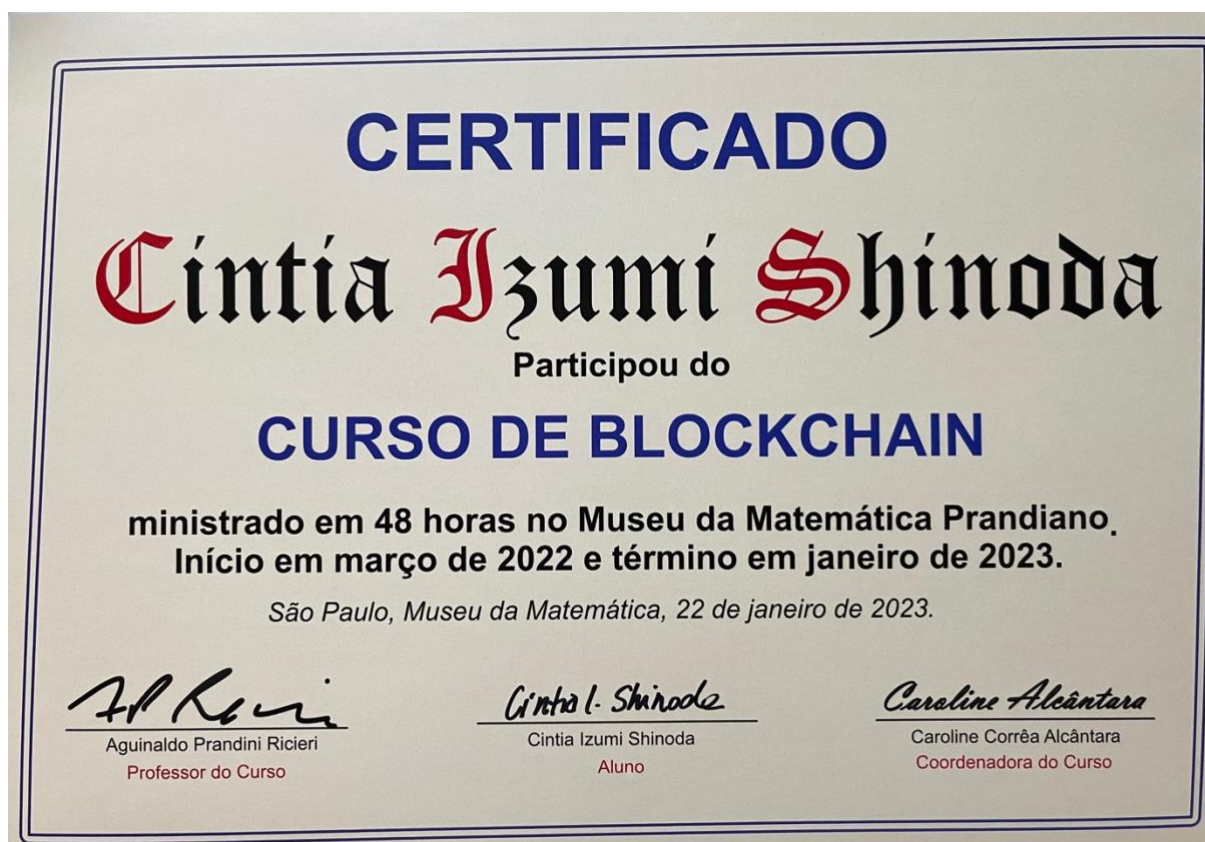 CERTIFICADO
Cintia Izumi Shinoda
Participou do
CURSO DE BLOCKCHAIN
ministrado em 48 horas no Museu da Matemática Prandiano.
Início em março de 2022 e término em janeiro de 2023.
São Paulo, Museu da Matemática, 22 de janeiro de 2023.
Cintia I. Shinoda
Caroline Alcântara
Aguinaldo Prandini Ricieri
Cintia Izumi Shinoda
Caroline Corrêa Alcântara
Professor do Curso
Aluno
Coordenadora do Curso